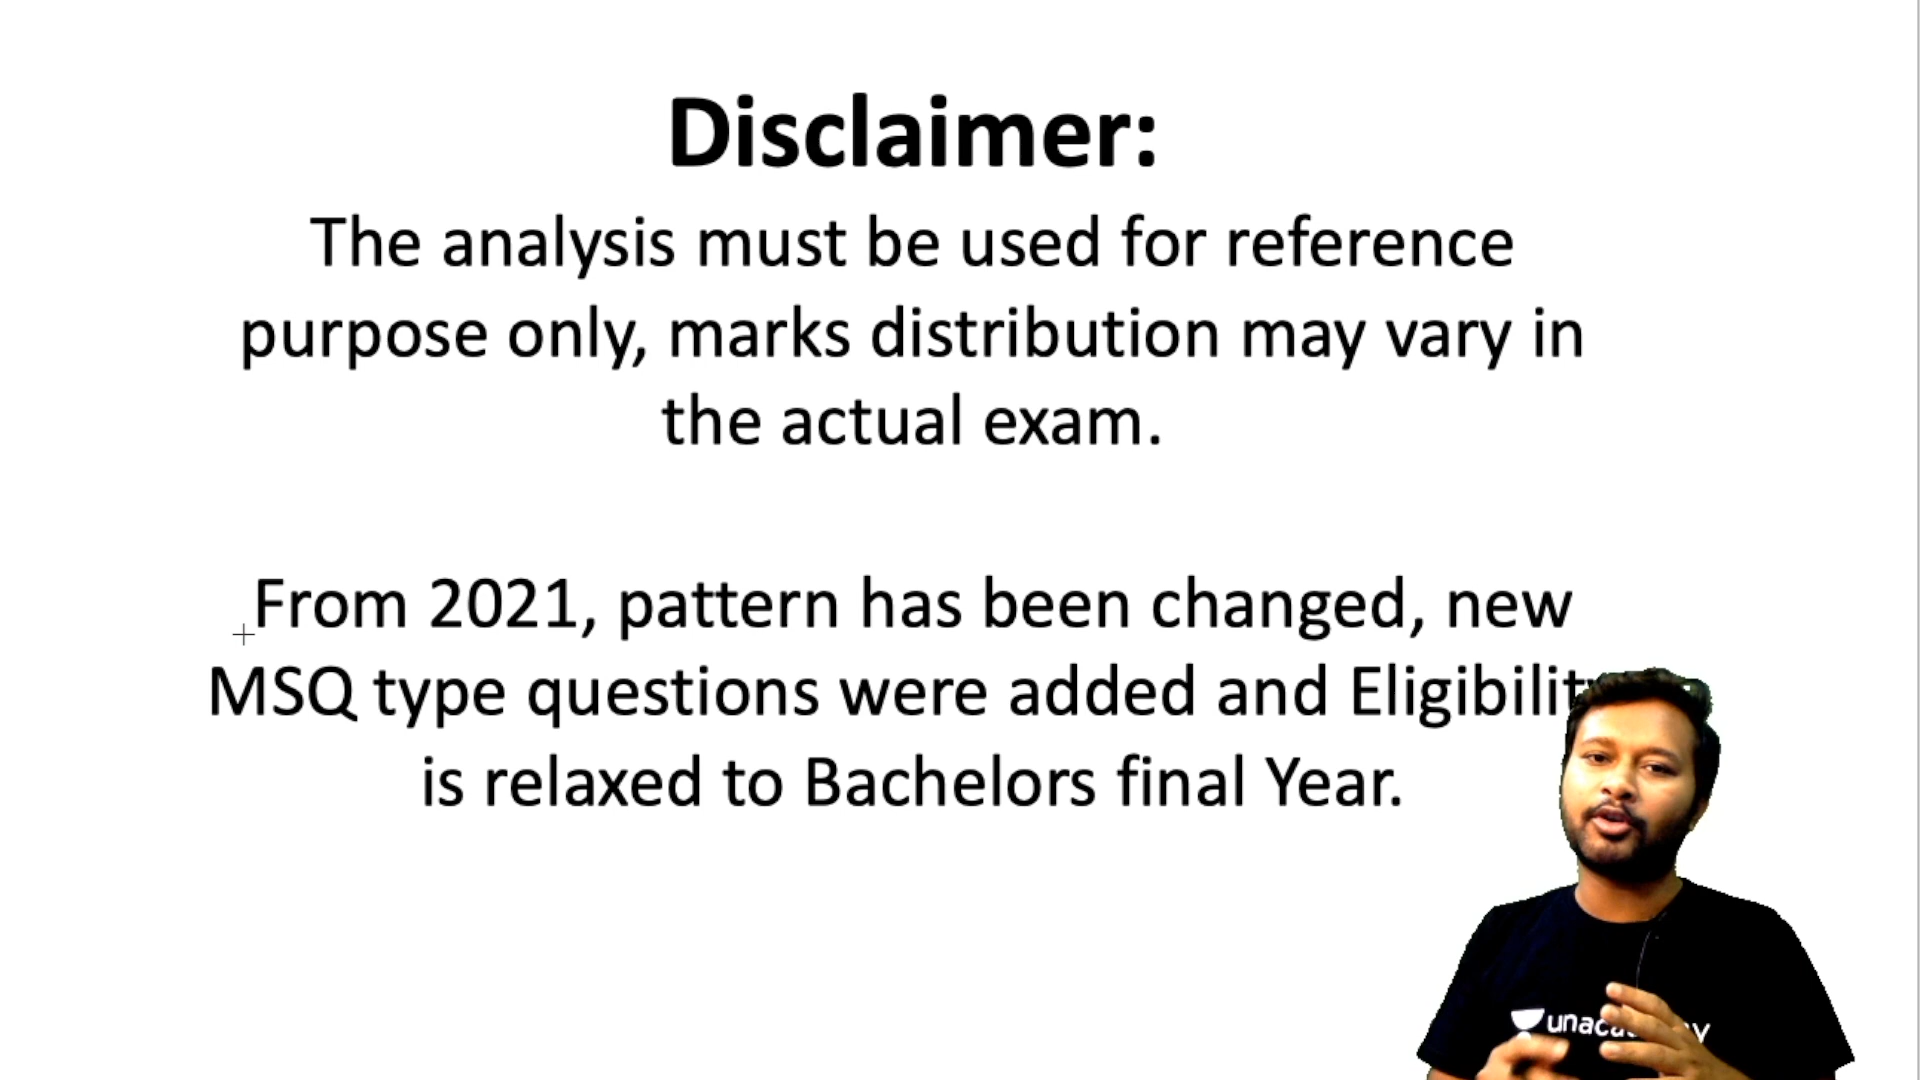 Disclaimer:
The analysis must be used for reference
purpose only, marks distribution may vary in
the actual exam.
From 2021, pattern has been changed, new
MSQ type questions were added and Eligibility
is relaxed to Bachelors final Year.